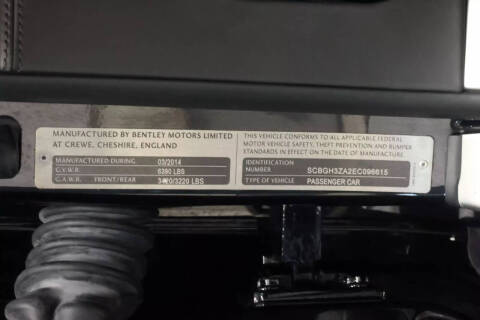 MANUFACTURED BY BENTLEY MOTORS LIMITED
AT CREWE, CHESHIRE, ENGLAND
MANUFACTURED DURING 03/2014
G.V.W.R. 6390 LBS
G.A.W.R. FRONT/REAR LBS
THIS VEHICLE CONFORMS TO ALL APPLICABLE FEDERAL
MOTOR VEHICLE SAFETY, THEFT PREVENTION AND BUMPER
STANDARDS IN EFFECT ON THE DATE OF MANUFACTURE
IDENTIFICATION
NUMBER SCBGH3ZA2EC096615
TYPE OF VEHICLE PASSENGER CAR